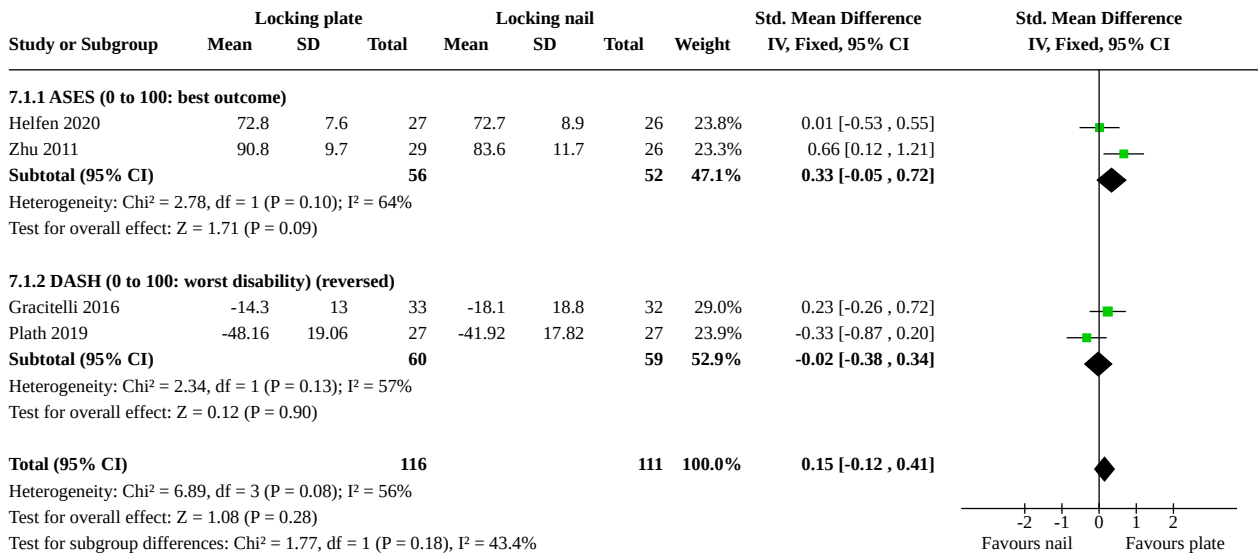 Locking plate Locking nail Std. Mean Difference Std. Mean Difference
Study or Subgroup Mean SD Total Mean SD Total Weight IV, Fixed, 95% CI IV, Fixed, 95% CI
7.1.1 ASES (0 to 100: best outcome)
Helfen 2020 72.8 7.6 27 72.7 8.9 26 23.8% 0.01 [-0.53 , 0.55]
Zhu 2011 90.8 9.7 29 83.6 11.7 26 23.3% 0.66 [0.12 , 1.21]
Subtotal (95% CI) 56 52 47.1% 0.33 [-0.05 , 0.72]
Heterogeneity: Chi² = 2.78, df = 1 (P = 0.10); I² = 64%
Test for overall effect: Z = 1.71 (P = 0.09)
7.1.2 DASH (0 to 100: worst disability) (reversed)
Gracitelli 2016 -14.3 13 33 -18.1 18.8 32 29.0% 0.23 [-0.26 , 0.72]
Plath 2019 -48.16 19.06 27 -41.92 17.82 27 23.9% -0.33 [-0.87 , 0.20]
Subtotal (95% CI) 60 59 52.9% -0.02 [-0.38 , 0.34]
Heterogeneity: Chi² = 2.34, df = 1 (P = 0.13); I² = 57%
Test for overall effect: Z = 0.12 (P = 0.90)
Total (95% CI) 116 111 100.0% 0.15 [-0.12 , 0.41]
Heterogeneity: Chi² = 6.89, df = 3 (P = 0.08); I² = 56%
Test for overall effect: Z = 1.08 (P = 0.28)
-2 -1 0 1 2
Test for subgroup differences: Chi² = 1.77, df = 1 (P = 0.18), I² = 43.4%
Favours nail Favours plate